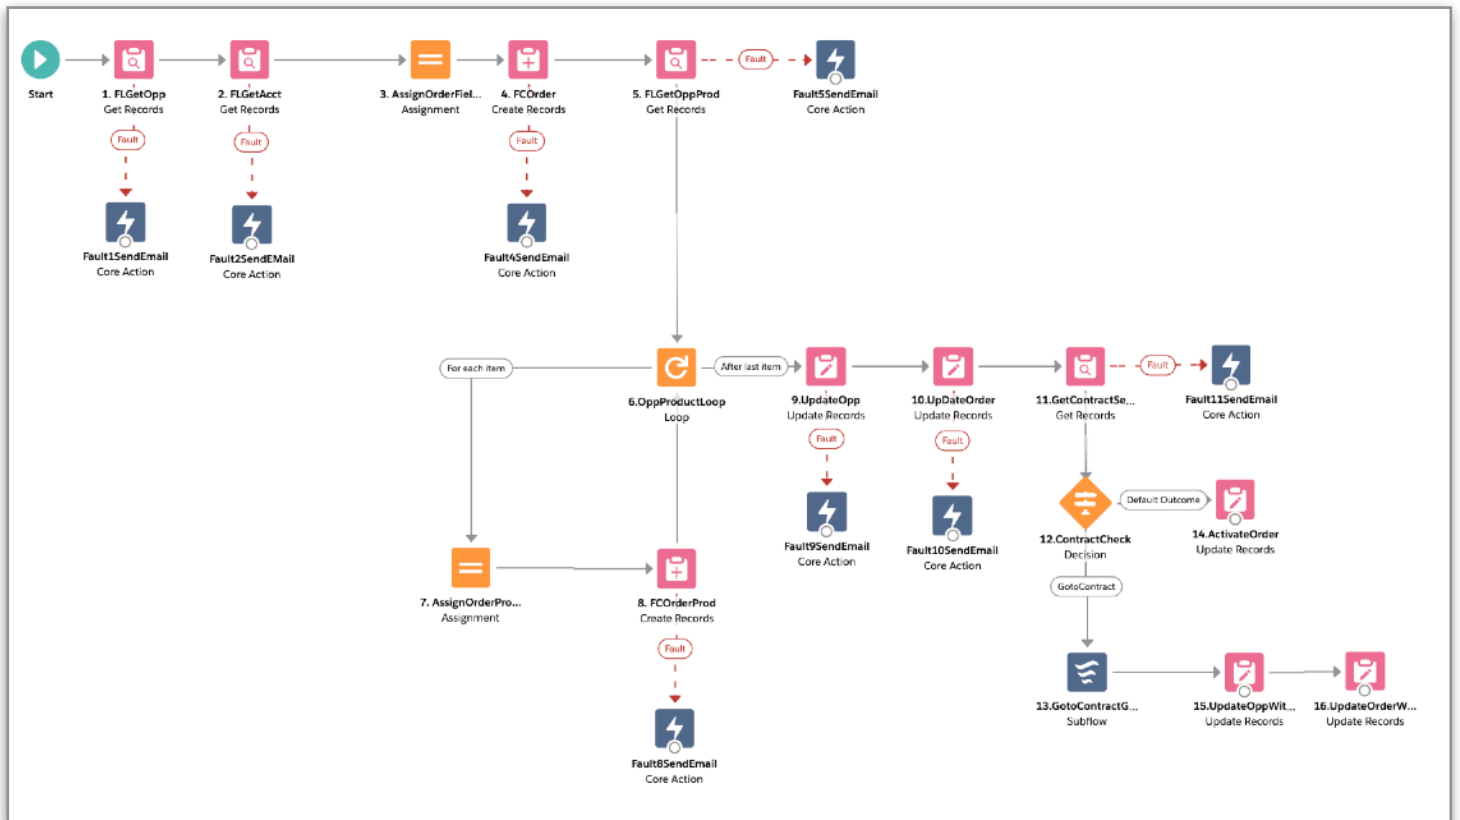 Start
1. FLGetOpp
Get Records
2. FLGetAcct
Get Records
3. AssignOrderFiel...
Assignment
4. FCOrder
Create Records
5. FLGetOppProd
Get Records
Fault
Fault5SendEmail
Core Action
Fault
Fault
Fault
Fault1SendEmail
Core Action
Fault2SendEMail
Core Action
Fault4SendEmail
Core Action
For each item
6.OppProductLoop
Loop
After last item
9.UpdateOpp
Update Records
10.UpDateOrder
Update Records
11.GetContractSe...
Get Records
Fault
Fault11SendEmail
Core Action
Fault
Fault
Fault9SendEmail
Core Action
Fault10SendEmail
Core Action
12.ContractCheck
Decision
Default Outcome
14.ActivateOrder
Update Records
GotoContract
7. AssignOrderPro...
Assignment
8. FCOrderProd
Create Records
Fault
Fault8SendEmail
Core Action
13.GotoContractG...
Subflow
15.UpdateOppWit...
Update Records
16.UpdateOrderW...
Update Records